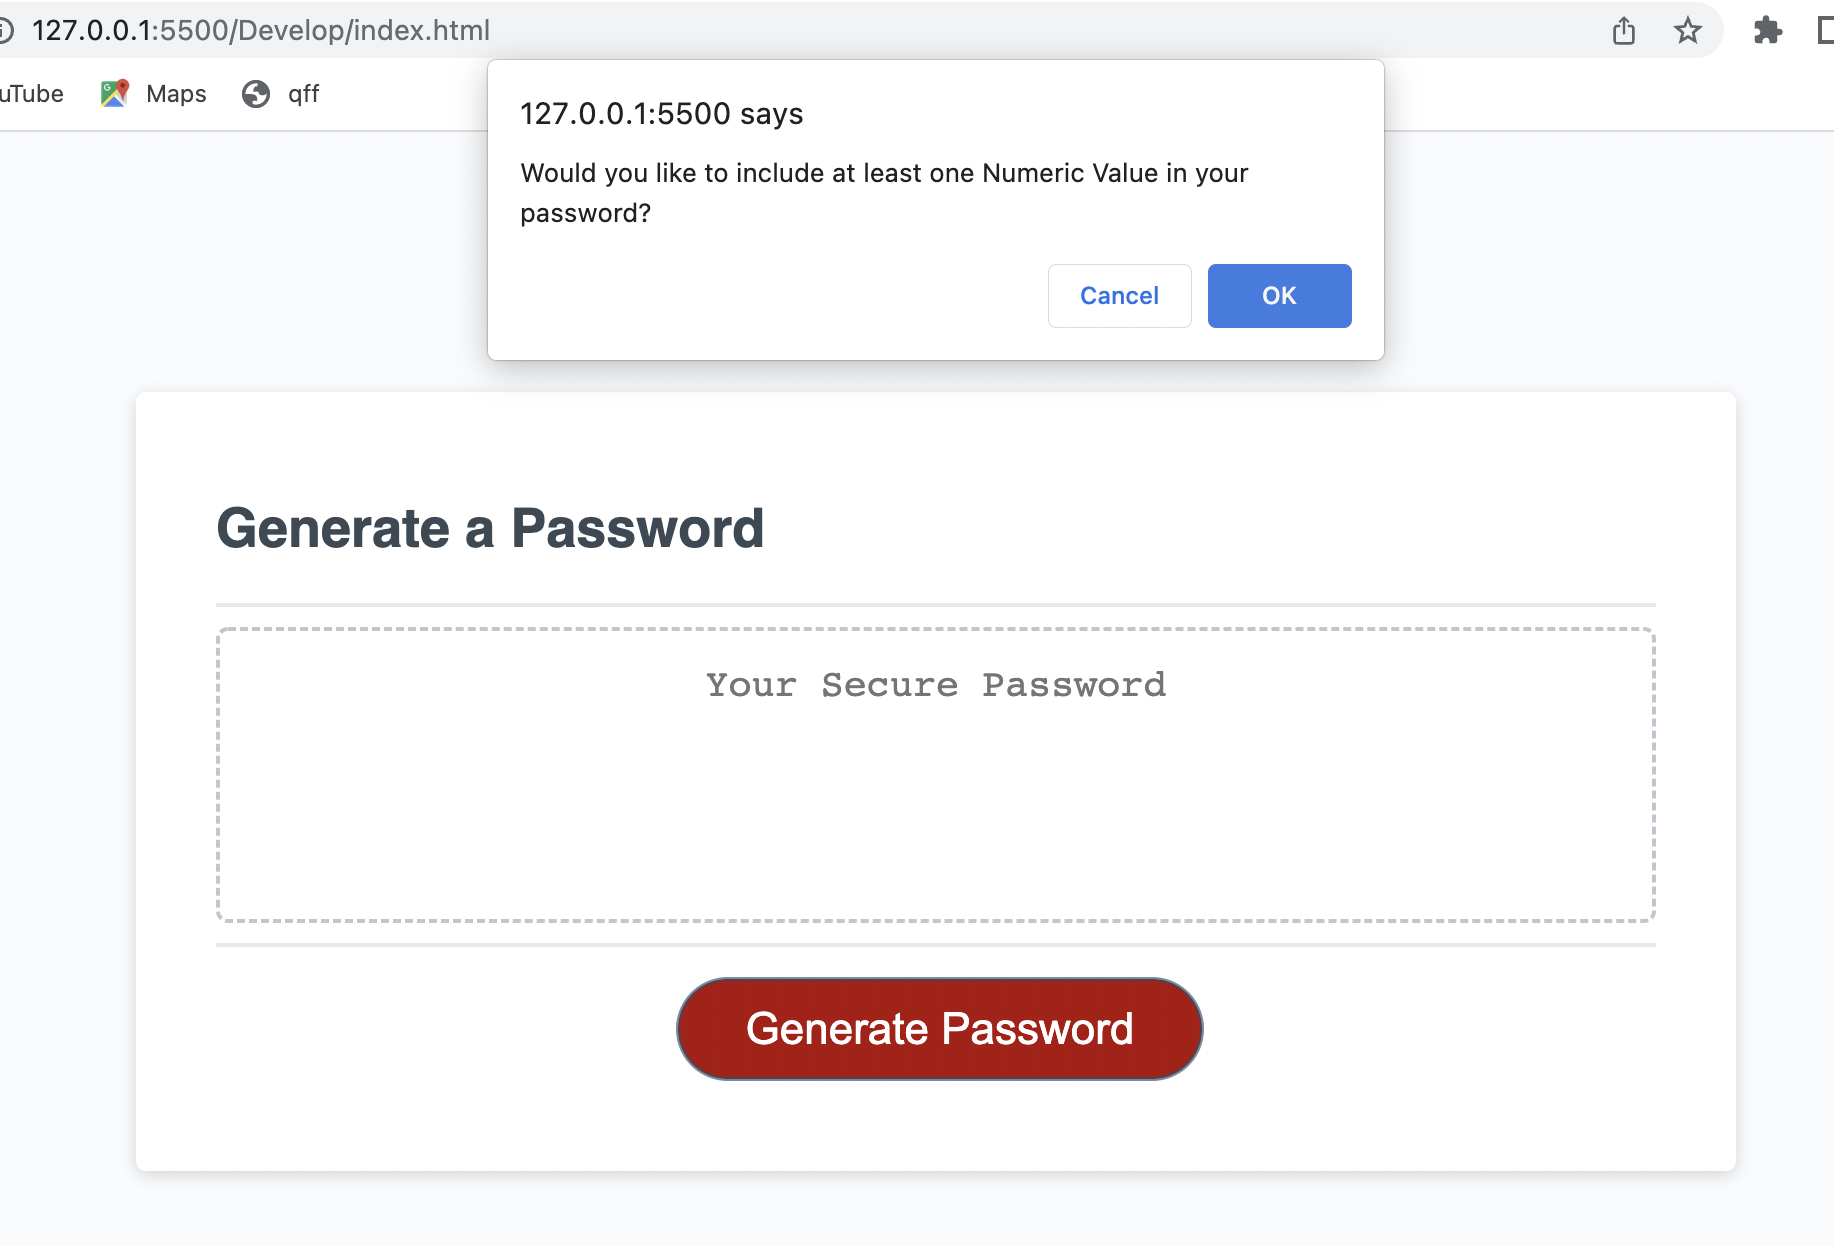 127.0.0.1:5500/Develop/index.html
uTube Maps qff
127.0.0.1:5500 says
Would you like to include at least one Numeric Value in your
password?
Cancel OK
Generate a Password
Your Secure Password
Generate Password